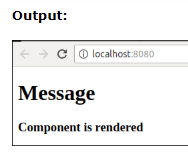 Output:
localhost:8080
Message
Component is rendered